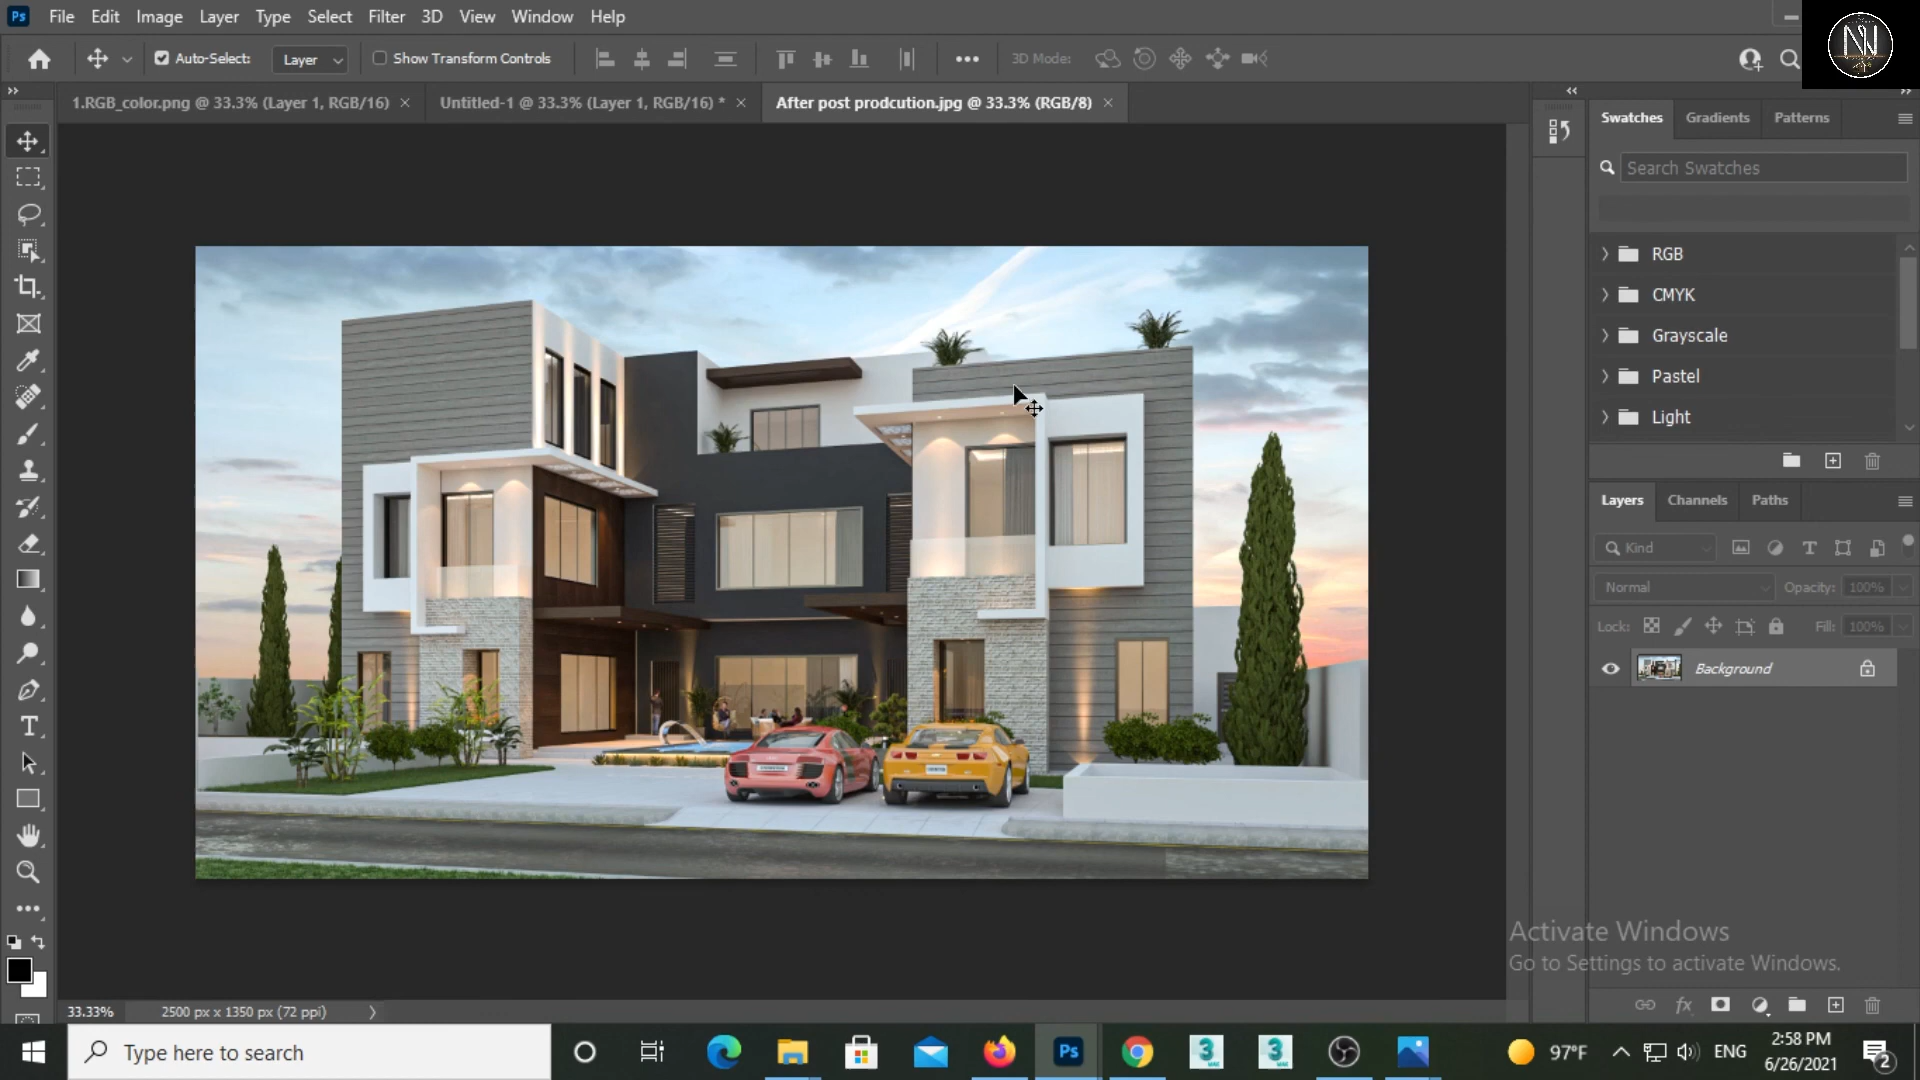 Ps File Edit Image Layer Type Select Filter 3D View Window Help
Auto-Select: Layer Show Transform Controls 3D Mode:
1.RGB_color.png @ 33.3% (Layer 1, RGB/16) × Untitled-1 @ 33.3% (Layer 1, RGB/16) * × After post prodcution.jpg @ 33.3% (RGB/8) ×
Swatches Gradients Patterns
Search Swatches
RGB
CMYK
Grayscale
Pastel
Light
Layers Channels Paths
Kind
Normal Opacity: 100%
Lock: Fill: 100%
Background
Activate Windows
Go to Settings to activate Windows.
33.33% 2500 px x 1350 px (72 ppi)
Type here to search
Ps
97°F ENG
2:58 PM
6/26/2021
2